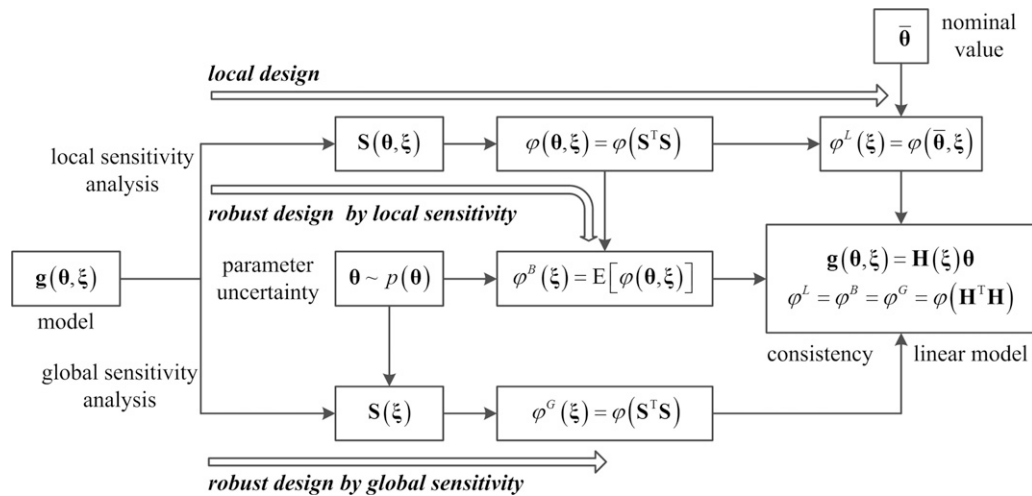 θ̄
nominal
value
local design
local sensitivity
analysis
S(θ,ξ)
φ(θ,ξ)=φ(SᵀS)
φᴸ(ξ)=φ(θ̄,ξ)
robust design by local sensitivity
g(θ,ξ)
model
parameter
uncertainty
θ ~ p(θ)
φᴮ(ξ)=E[φ(θ,ξ)]
g(θ,ξ)=H(ξ)θ
φᴸ=φᴮ=φᴳ=φ(HᵀH)
consistency
linear model
global sensitivity
analysis
S(ξ)
φᴳ(ξ)=φ(SᵀS)
robust design by global sensitivity